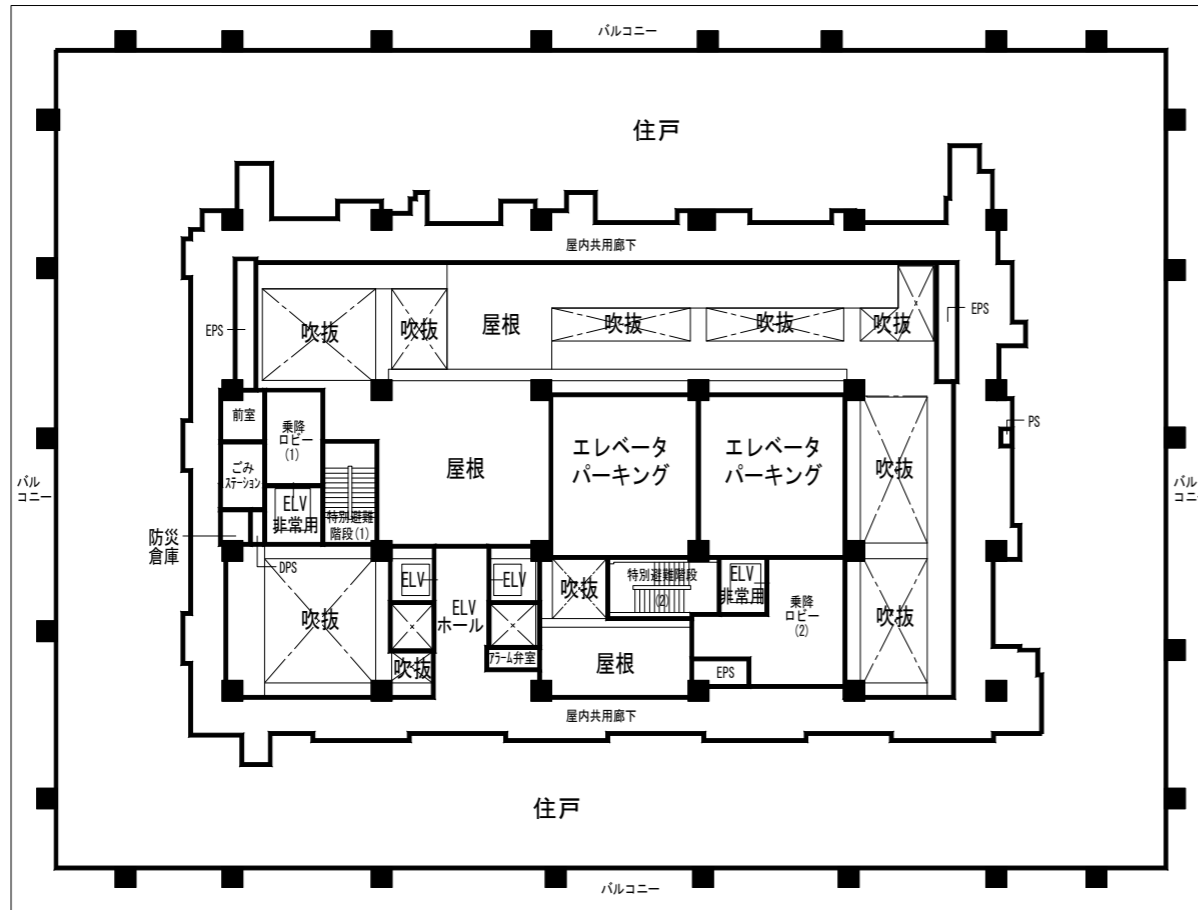 バルコニー
住戸
屋内共用廊下
EPS
吹抜
吹抜
屋根
吹抜
吹抜
吹抜
EPS
前室
乗降
ロビー
(1)
ごみ
ステーション
ELV
非常用
特別避難
階段(1)
屋根
エレベータ
パーキング
エレベータ
パーキング
吹抜
PS
バル
コニー
バル
コニー
防災
倉庫
DPS
吹抜
ELV
ELV
ホール
ELV
吹抜
特別避難階段
(2)
ELV
非常用
乗降
ロビー
(2)
吹抜
吹抜
アラーム弁室
屋根
EPS
屋内共用廊下
住戸
バルコニー